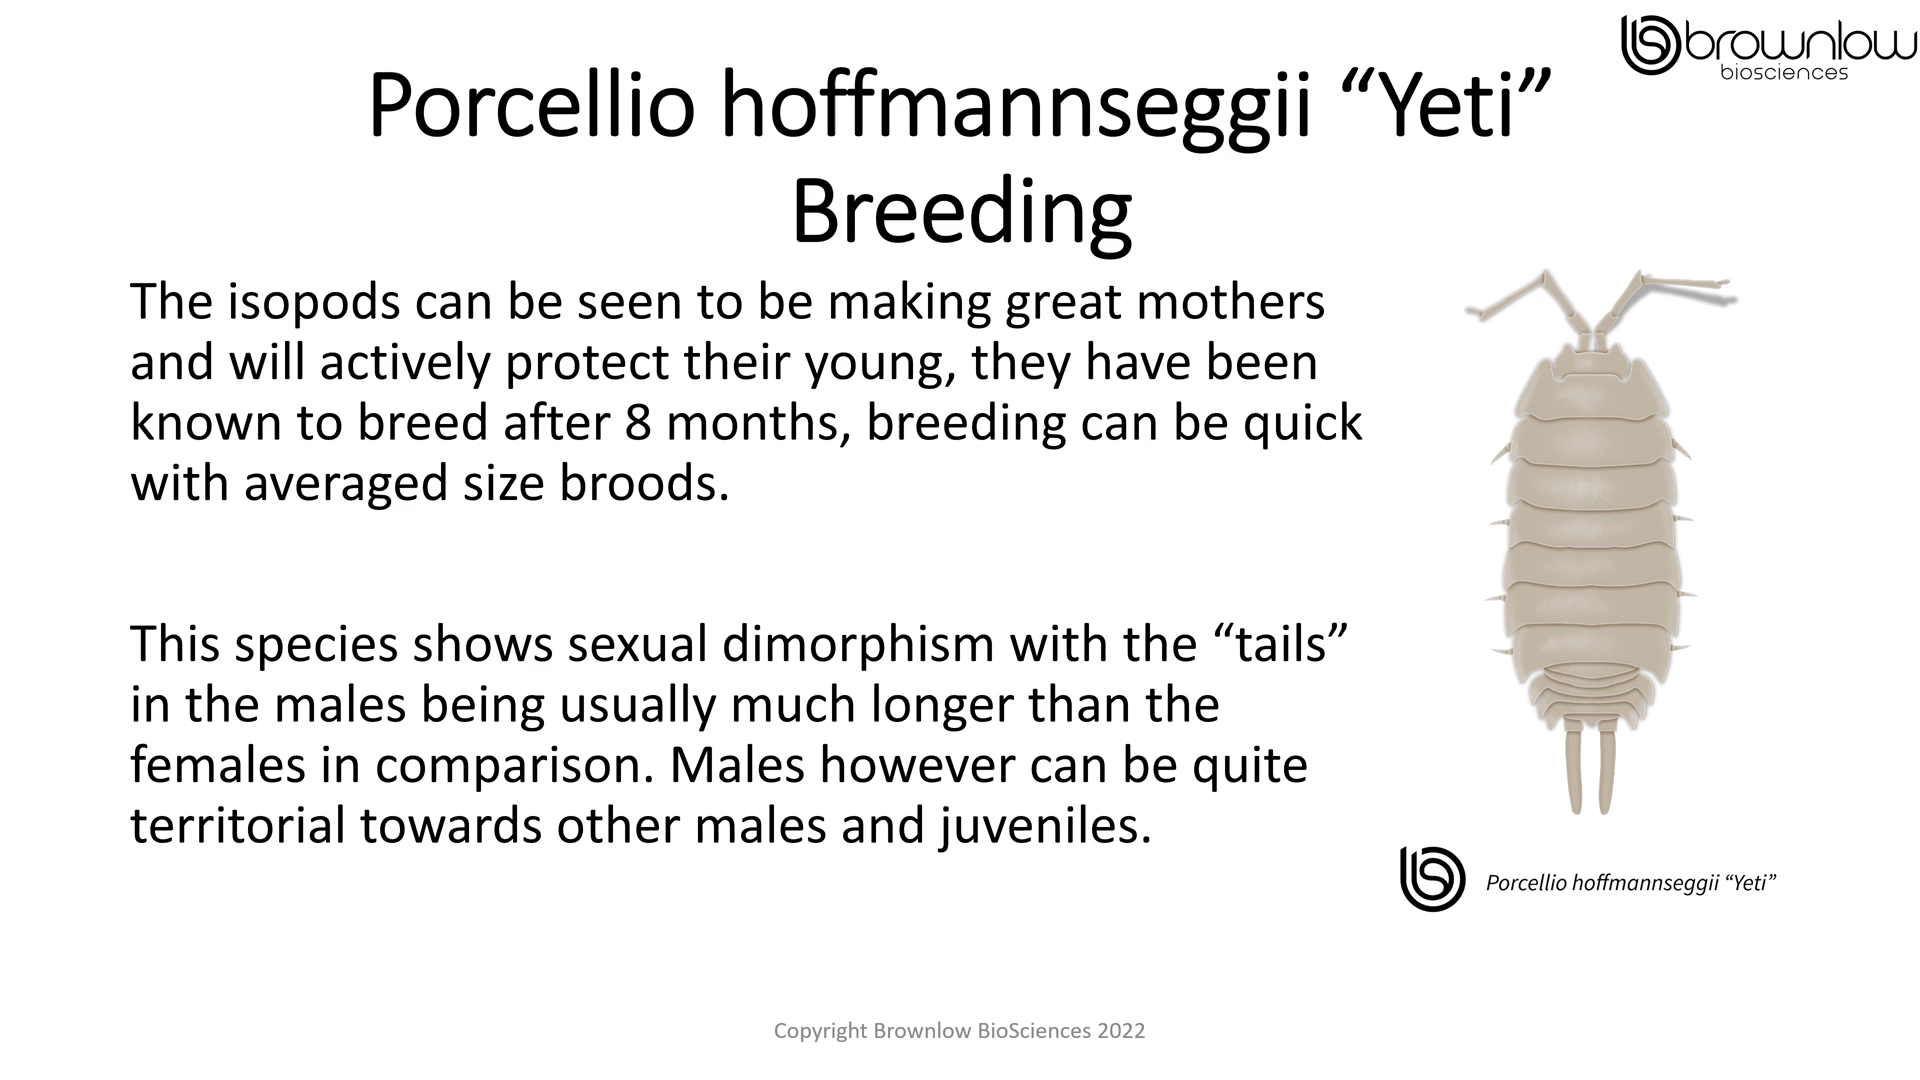 brownlow
biosciences
Porcellio hoffmannseggii “Yeti”
Breeding
The isopods can be seen to be making great mothers
and will actively protect their young, they have been
known to breed after 8 months, breeding can be quick
with averaged size broods.
This species shows sexual dimorphism with the “tails”
in the males being usually much longer than the
females in comparison. Males however can be quite
territorial towards other males and juveniles.
Porcellio hoffmannseggii “Yeti”
Copyright Brownlow BioSciences 2022